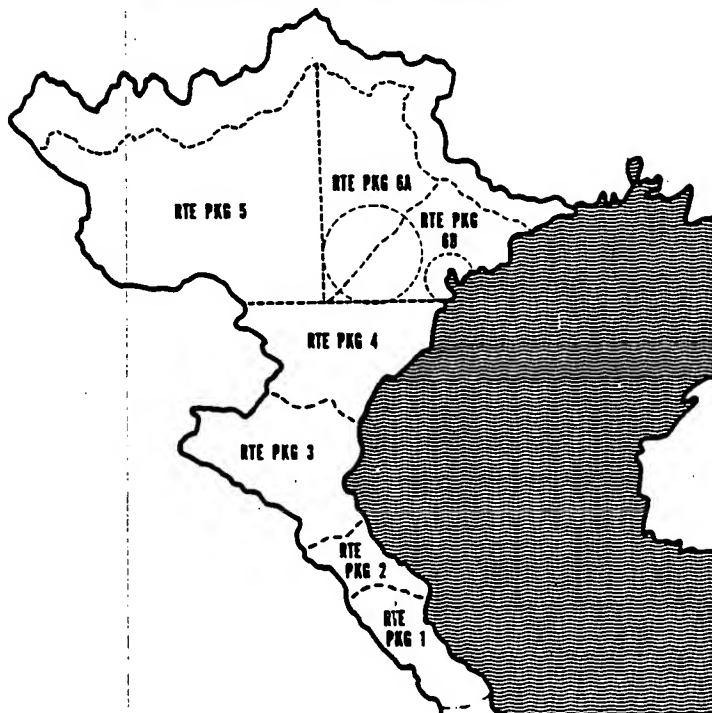 RTE PKG 5
RTE PKG 6A
RTE PKG
6B
RTE PKG 4
RTE PKG 3
RTE
PKG 2
RTE
PKG 1